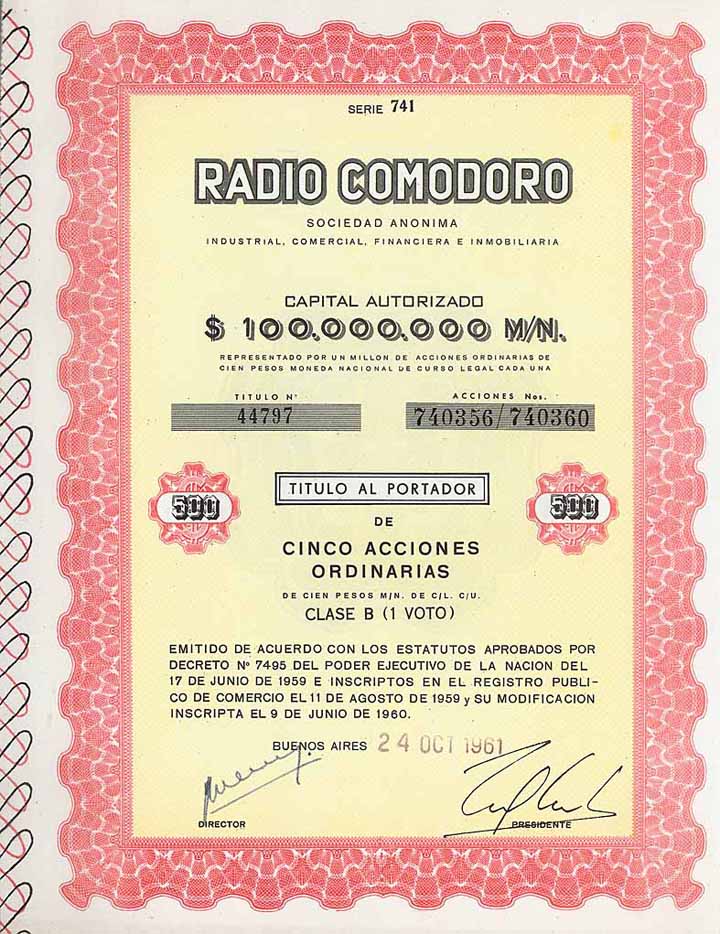 SERIE 741
RADIO COMODORO
SOCIEDAD ANONIMA
INDUSTRIAL, COMERCIAL, FINANCIERA E INMOBILIARIA
CAPITAL AUTORIZADO
$ 100.000.000 M/N.
REPRESENTADO POR UN MILLON DE ACCIONES ORDINARIAS DE
CIEN PESOS MONEDA NACIONAL DE CURSO LEGAL CADA UNA
TITULO Nº ACCIONES Nos.
44797 740356/740360
500 TITULO AL PORTADOR 500
DE
CINCO ACCIONES
ORDINARIAS
DE CIEN PESOS M/N. DE C/L. C/U.
CLASE B (1 VOTO)
EMITIDO DE ACUERDO CON LOS ESTATUTOS APROBADOS POR
DECRETO Nº 7495 DEL PODER EJECUTIVO DE LA NACION DEL
17 DE JUNIO DE 1959 E INSCRIPTOS EN EL REGISTRO PUBLI-
CO DE COMERCIO EL 11 DE AGOSTO DE 1959 y SU MODIFICACION
INSCRIPTA EL 9 DE JUNIO DE 1960.
BUENOS AIRES 24 OCT 1961
DIRECTOR PRESIDENTE